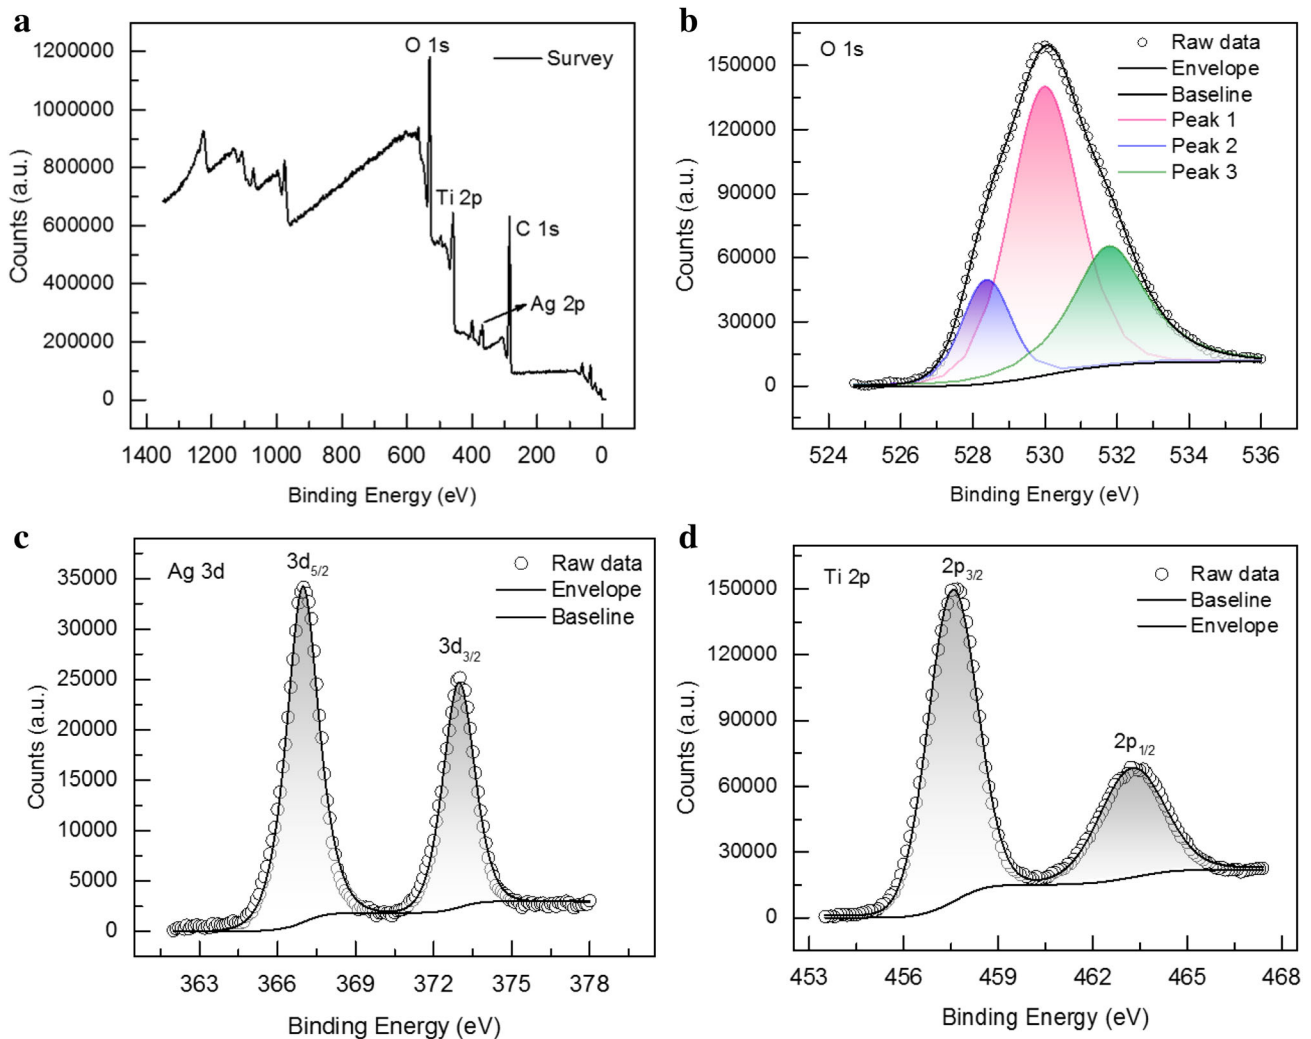 a
1200000
1000000
800000
600000
400000
200000
0
Counts (a.u.)
O 1s
Survey
Ti 2p
C 1s
Ag 2p
1400 1200 1000 800 600 400 200 0
Binding Energy (eV)
b
150000
120000
90000
60000
30000
0
Counts (a.u.)
O 1s
Raw data
Envelope
Baseline
Peak 1
Peak 2
Peak 3
524 526 528 530 532 534 536
Binding Energy (eV)
c
35000
30000
25000
20000
15000
10000
5000
0
Counts (a.u.)
Ag 3d
3d5/2
3d3/2
Raw data
Envelope
Baseline
363 366 369 372 375 378
Binding Energy (eV)
d
150000
120000
90000
60000
30000
0
Counts (a.u.)
Ti 2p
2p3/2
2p1/2
Raw data
Baseline
Envelope
453 456 459 462 465 468
Binding Energy (eV)